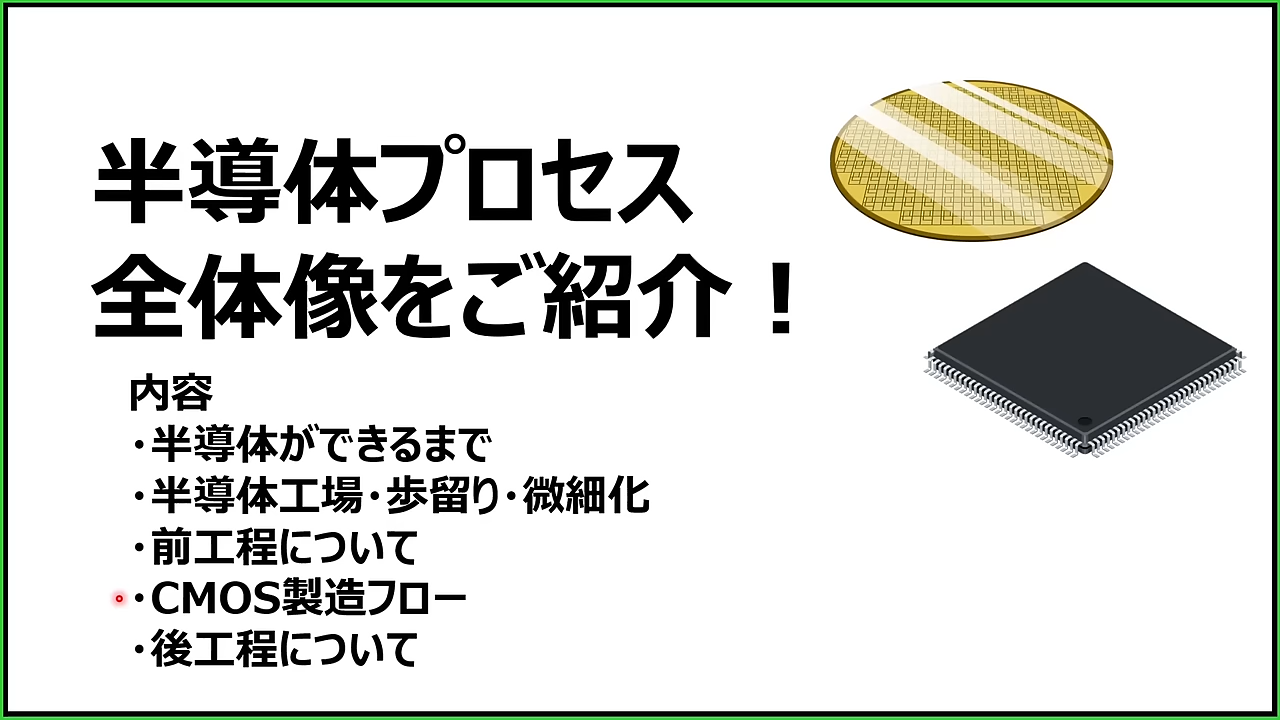 半導体プロセス
全体像をご紹介！
内容
・半導体ができるまで
・半導体工場・歩留り・微細化
・前工程について
・CMOS製造フロー
・後工程について